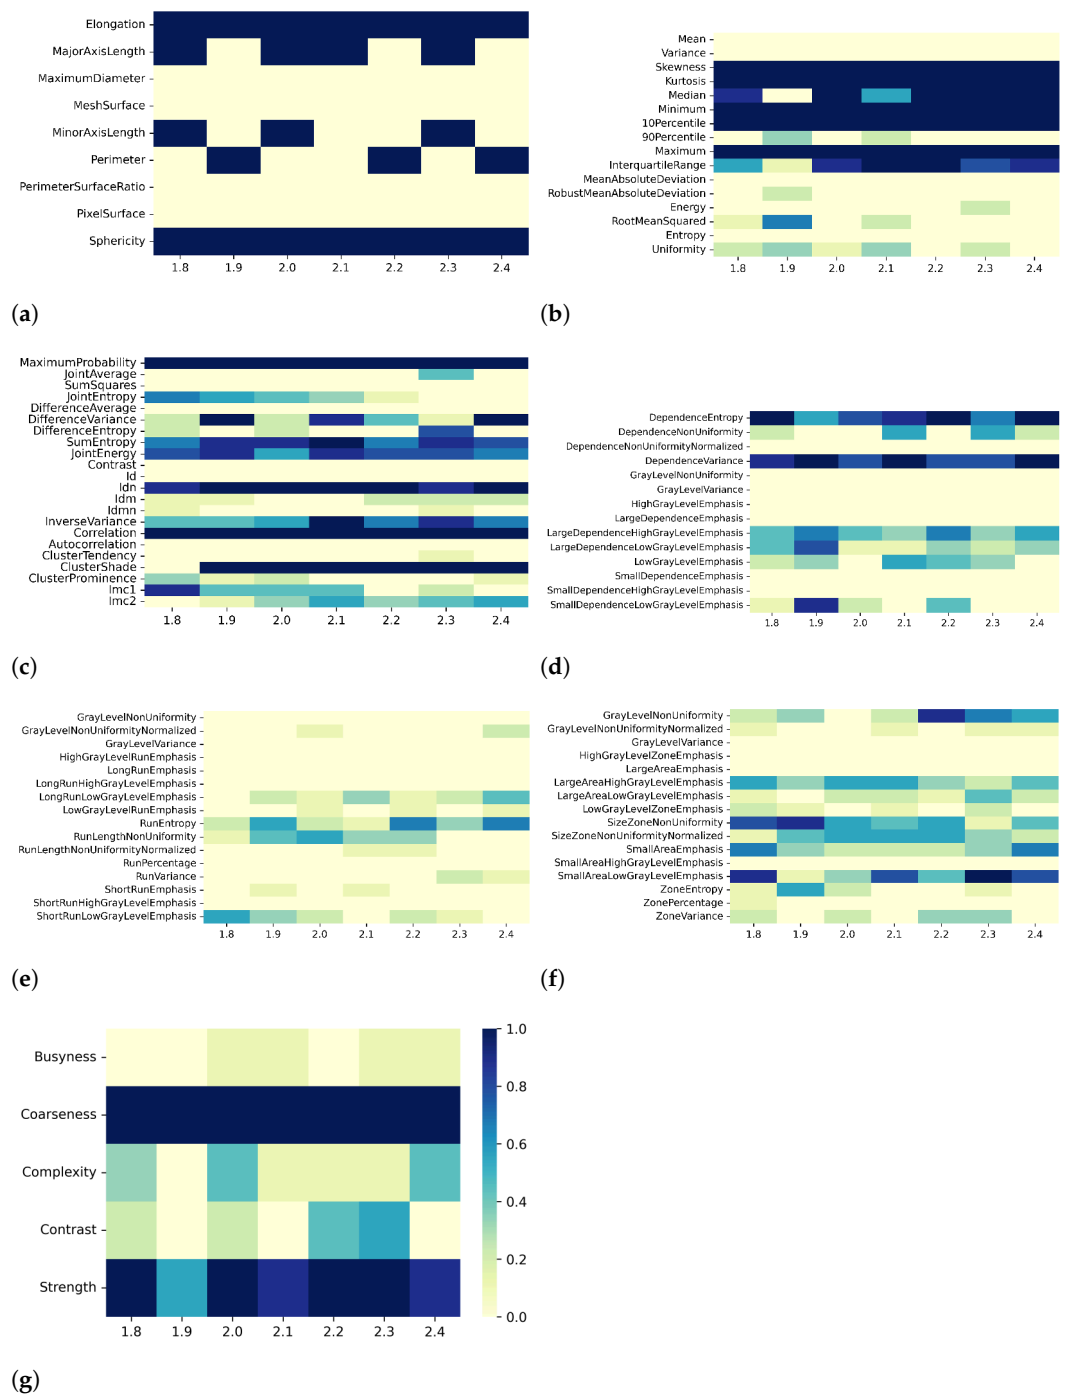 Elongation
MajorAxisLength
MaximumDiameter
MeshSurface
MinorAxisLength
Perimeter
PerimeterSurfaceRatio
PixelSurface
Sphericity
1.8 1.9 2.0 2.1 2.2 2.3 2.4
(a)
Mean
Variance
Skewness
Kurtosis
Median
Minimum
10Percentile
90Percentile
Maximum
InterquartileRange
MeanAbsoluteDeviation
RobustMeanAbsoluteDeviation
Energy
RootMeanSquared
Entropy
Uniformity
1.8 1.9 2.0 2.1 2.2 2.3 2.4
(b)
MaximumProbability
JointAverage
SumSquares
JointEntropy
DifferenceAverage
DifferenceVariance
DifferenceEntropy
SumEntropy
JointEnergy
Contrast
Id
Idn
Idm
Idmn
InverseVariance
Correlation
Autocorrelation
ClusterTendency
ClusterShade
ClusterProminence
Imc1
Imc2
1.8 1.9 2.0 2.1 2.2 2.3 2.4
(c)
DependenceEntropy
DependenceNonUniformity
DependenceNonUniformityNormalized
DependenceVariance
GrayLevelNonUniformity
GrayLevelVariance
HighGrayLevelEmphasis
LargeDependenceEmphasis
LargeDependenceHighGrayLevelEmphasis
LargeDependenceLowGrayLevelEmphasis
LowGrayLevelEmphasis
SmallDependenceEmphasis
SmallDependenceHighGrayLevelEmphasis
SmallDependenceLowGrayLevelEmphasis
1.8 1.9 2.0 2.1 2.2 2.3 2.4
(d)
GrayLevelNonUniformity
GrayLevelNonUniformityNormalized
GrayLevelVariance
HighGrayLevelRunEmphasis
LongRunEmphasis
LongRunHighGrayLevelEmphasis
LongRunLowGrayLevelEmphasis
LowGrayLevelRunEmphasis
RunEntropy
RunLengthNonUniformity
RunLengthNonUniformityNormalized
RunPercentage
RunVariance
ShortRunEmphasis
ShortRunHighGrayLevelEmphasis
ShortRunLowGrayLevelEmphasis
1.8 1.9 2.0 2.1 2.2 2.3 2.4
(e)
GrayLevelNonUniformity
GrayLevelNonUniformityNormalized
GrayLevelVariance
HighGrayLevelZoneEmphasis
LargeAreaEmphasis
LargeAreaHighGrayLevelEmphasis
LargeAreaLowGrayLevelEmphasis
LowGrayLevelZoneEmphasis
SizeZoneNonUniformity
SizeZoneNonUniformityNormalized
SmallAreaEmphasis
SmallAreaHighGrayLevelEmphasis
SmallAreaLowGrayLevelEmphasis
ZoneEntropy
ZonePercentage
ZoneVariance
1.8 1.9 2.0 2.1 2.2 2.3 2.4
(f)
Busyness
Coarseness
Complexity
Contrast
Strength
1.8 1.9 2.0 2.1 2.2 2.3 2.4
1.0
0.8
0.6
0.4
0.2
0.0
(g)